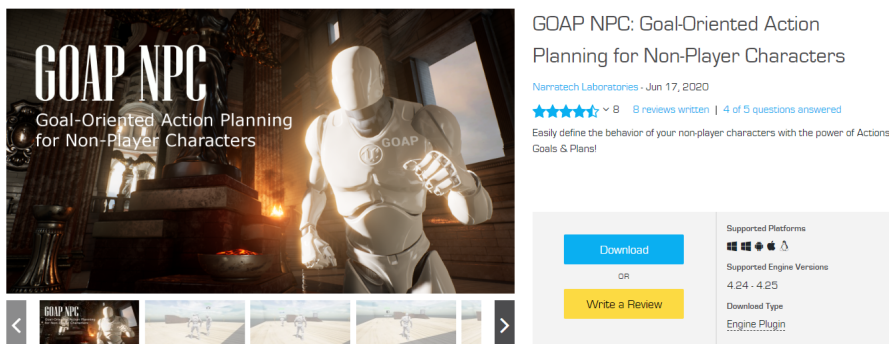 GOAP NPC
Goal-Oriented Action Planning
for Non-Player Characters
GOAP
GOAP NPC: Goal-Oriented Action
Planning for Non-Player Characters
Narratech Laboratories - Jun 17, 2020
8 8 reviews written | 4 of 5 questions answered
Easily define the behavior of your non-player characters with the power of Actions
Goals & Plans!
Download
OR
Write a Review
Supported Platforms
Supported Engine Versions
4.24 - 4.25
Download Type
Engine Plugin
GOAP NPC